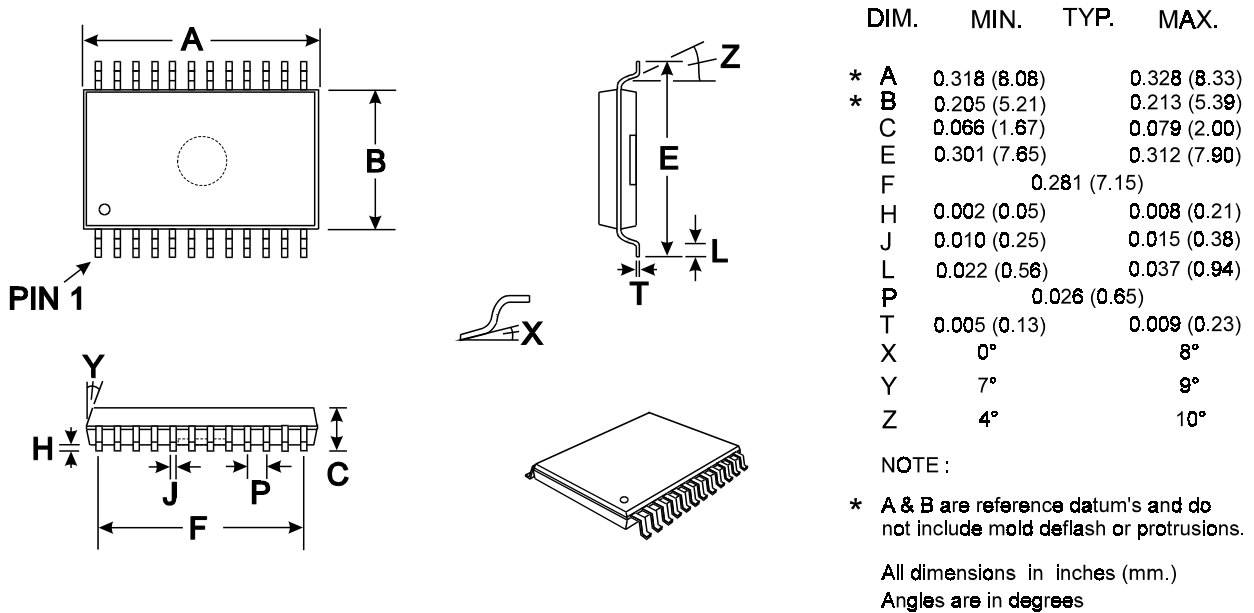 A
B
PIN 1
Z
E
L
T
X
Y
H
J
P
C
F
DIM. MIN. TYP. MAX.
* A 0.318 (8.08) 0.328 (8.33)
* B 0.205 (5.21) 0.213 (5.39)
C 0.066 (1.67) 0.079 (2.00)
E 0.301 (7.65) 0.312 (7.90)
F 0.281 (7.15)
H 0.002 (0.05) 0.008 (0.21)
J 0.010 (0.25) 0.015 (0.38)
L 0.022 (0.56) 0.037 (0.94)
P 0.026 (0.65)
T 0.005 (0.13) 0.009 (0.23)
X 0° 8°
Y 7° 9°
Z 4° 10°
NOTE :
* A & B are reference datum's and do
not include mold deflash or protrusions.
All dimensions in inches (mm.)
Angles are in degrees